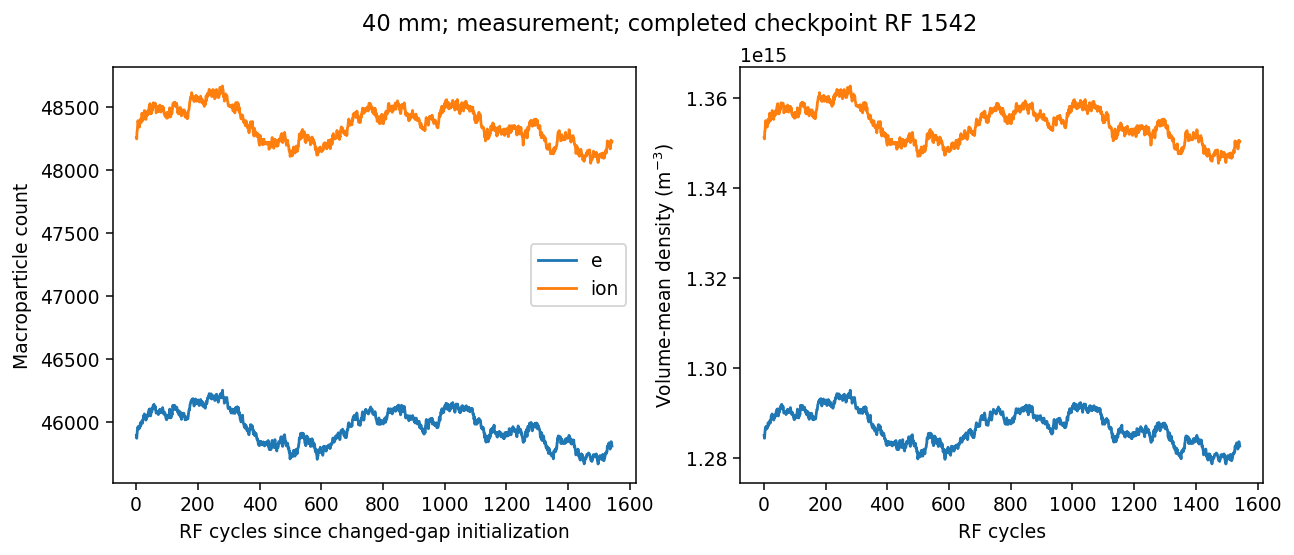 40 mm; measurement; completed checkpoint RF 1542
Macroparticle count
48500
48000
47500
47000
46500
46000
e
ion
0 200 400 600 800 1000 1200 1400 1600
RF cycles since changed-gap initialization
1e15
Volume-mean density (m⁻³)
1.36
1.34
1.32
1.30
1.28
0 200 400 600 800 1000 1200 1400 1600
RF cycles